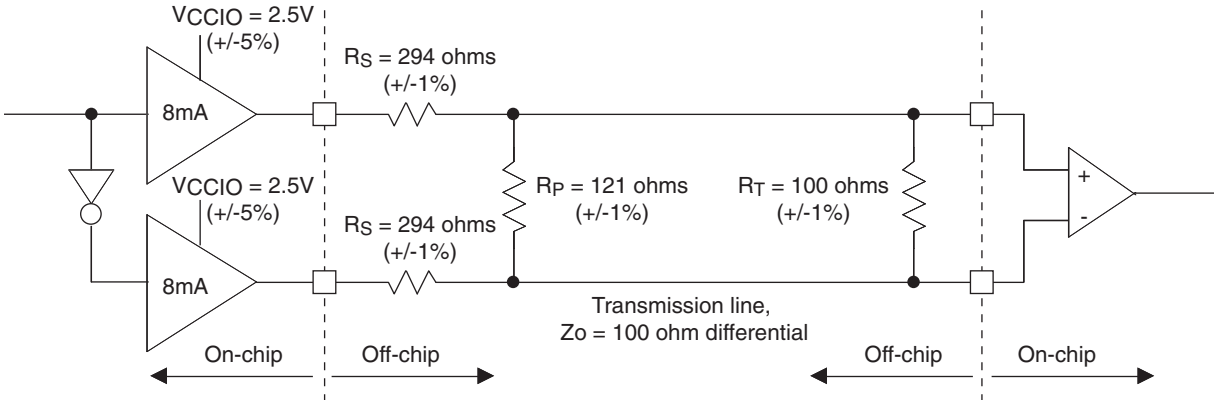 VCCIO = 2.5V
(+/-5%)
8mA
RS = 294 ohms
(+/-1%)
VCCIO = 2.5V
(+/-5%)
8mA
RS = 294 ohms
(+/-1%)
RP = 121 ohms
(+/-1%)
RT = 100 ohms
(+/-1%)
+
-
Transmission line,
Zo = 100 ohm differential
On-chip
Off-chip
Off-chip
On-chip